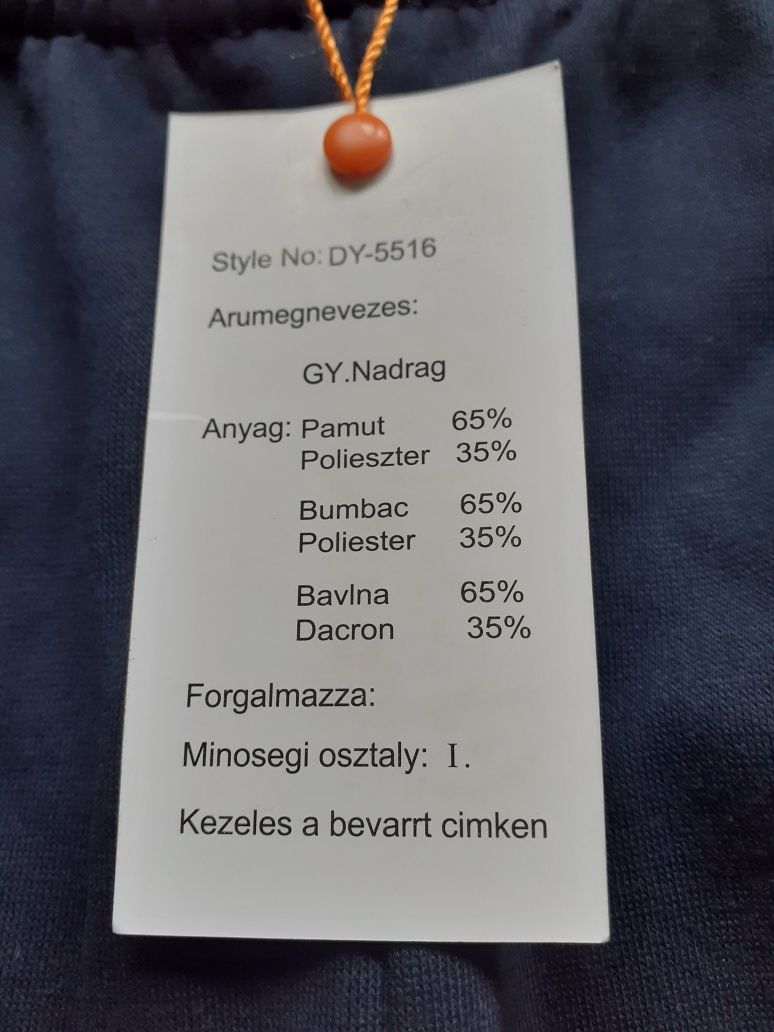 Style No: DY-5516
Arumegnevezes:
GY.Nadrag
Anyag: Pamut 65%
Polieszter 35%
Bumbac 65%
Poliester 35%
Bavlna 65%
Dacron 35%
Forgalmazza:
Minosegi osztaly: I.
Kezeles a bevarrt cimken